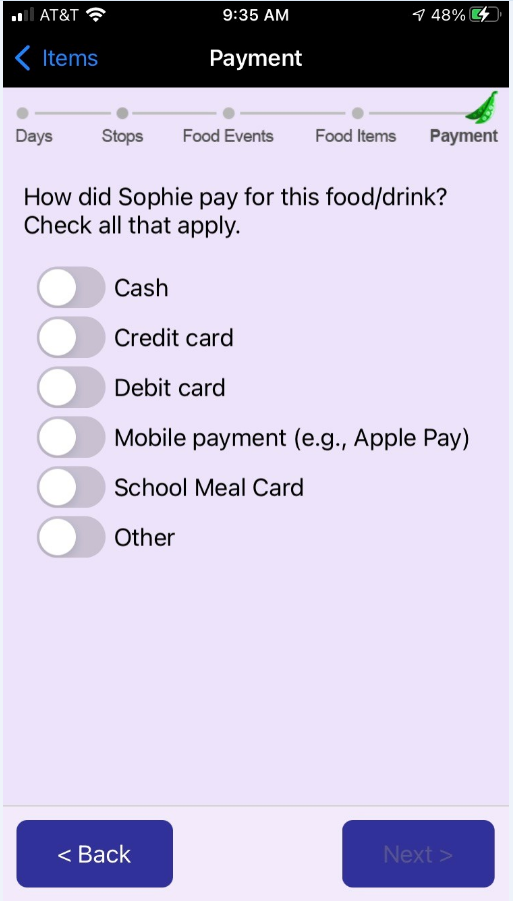 AT&T 9:35 AM 48%
Items Payment
Days Stops Food Events Food Items Payment
How did Sophie pay for this food/drink?
Check all that apply.
Cash
Credit card
Debit card
Mobile payment (e.g., Apple Pay)
School Meal Card
Other
< Back Next >